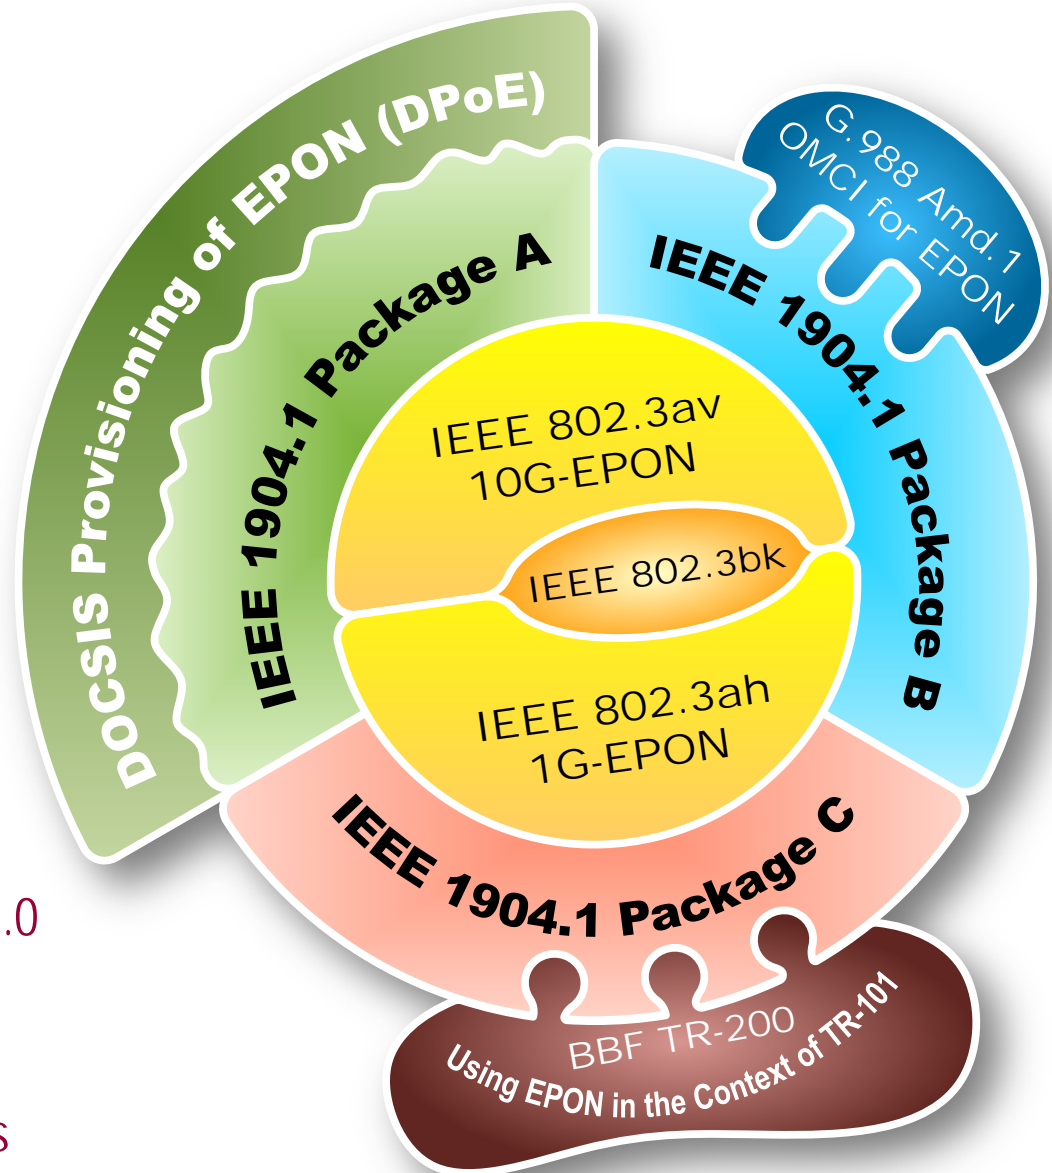 DOCSIS Provisioning of EPON (DPoE)
IEEE 1904.1 Package A
G.988 Amd.1
OMCI for EPON
IEEE 1904.1 Package B
IEEE 802.3av
10G-EPON
IEEE 802.3bk
IEEE 802.3ah
1G-EPON
IEEE 1904.1 Package C
.0
BBF TR-200
Using EPON in the Context of TR-101
s